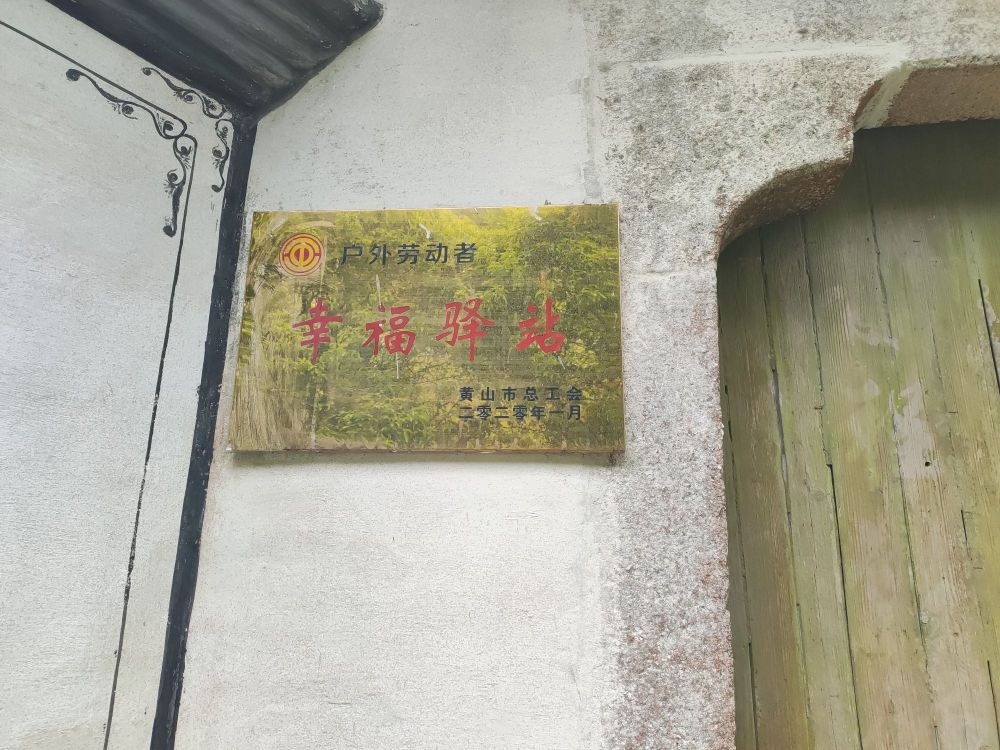 户外劳动者
幸福驿站
黄山市总工会
二零二零年一月